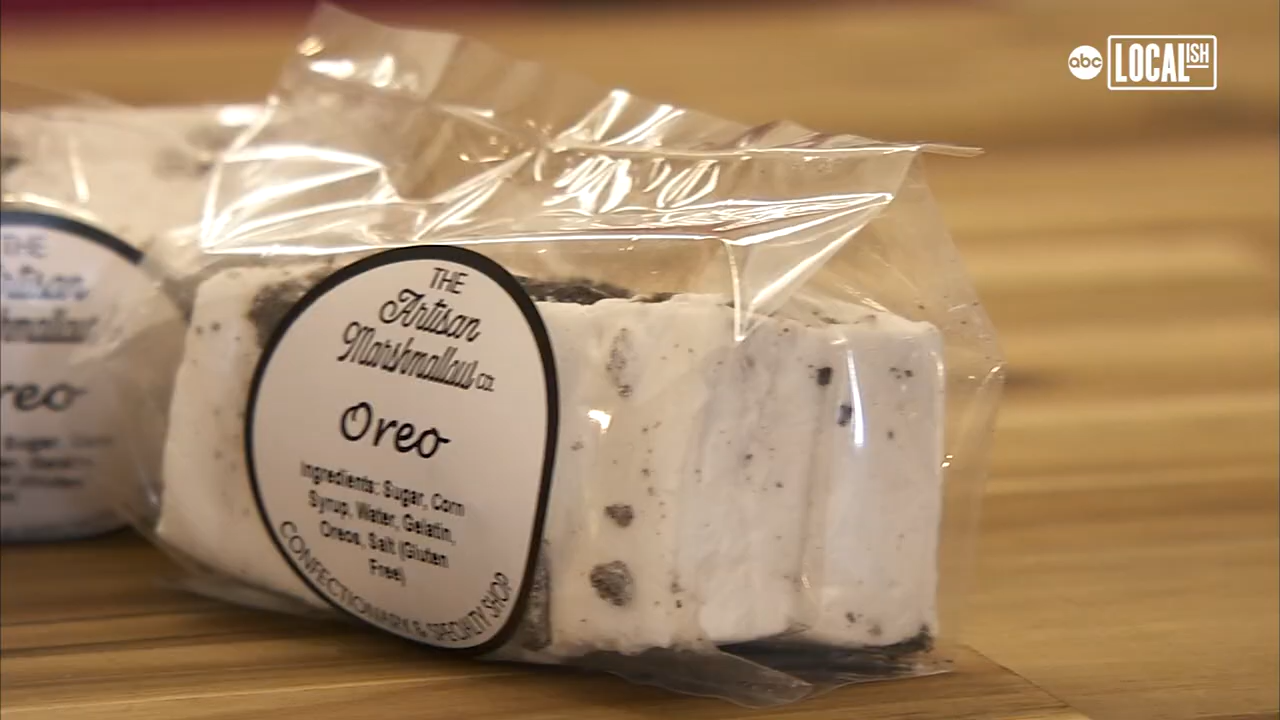 abc LOCALISH
THE
Artisan
Marshmallow CO.
Oreo
Ingredients: Sugar, Corn
Syrup, Water, Gelatin,
Oreos, Salt (Gluten
Free)
CONFECTIONARY & SPECIALTY SHOP
THE
Artisan
reo